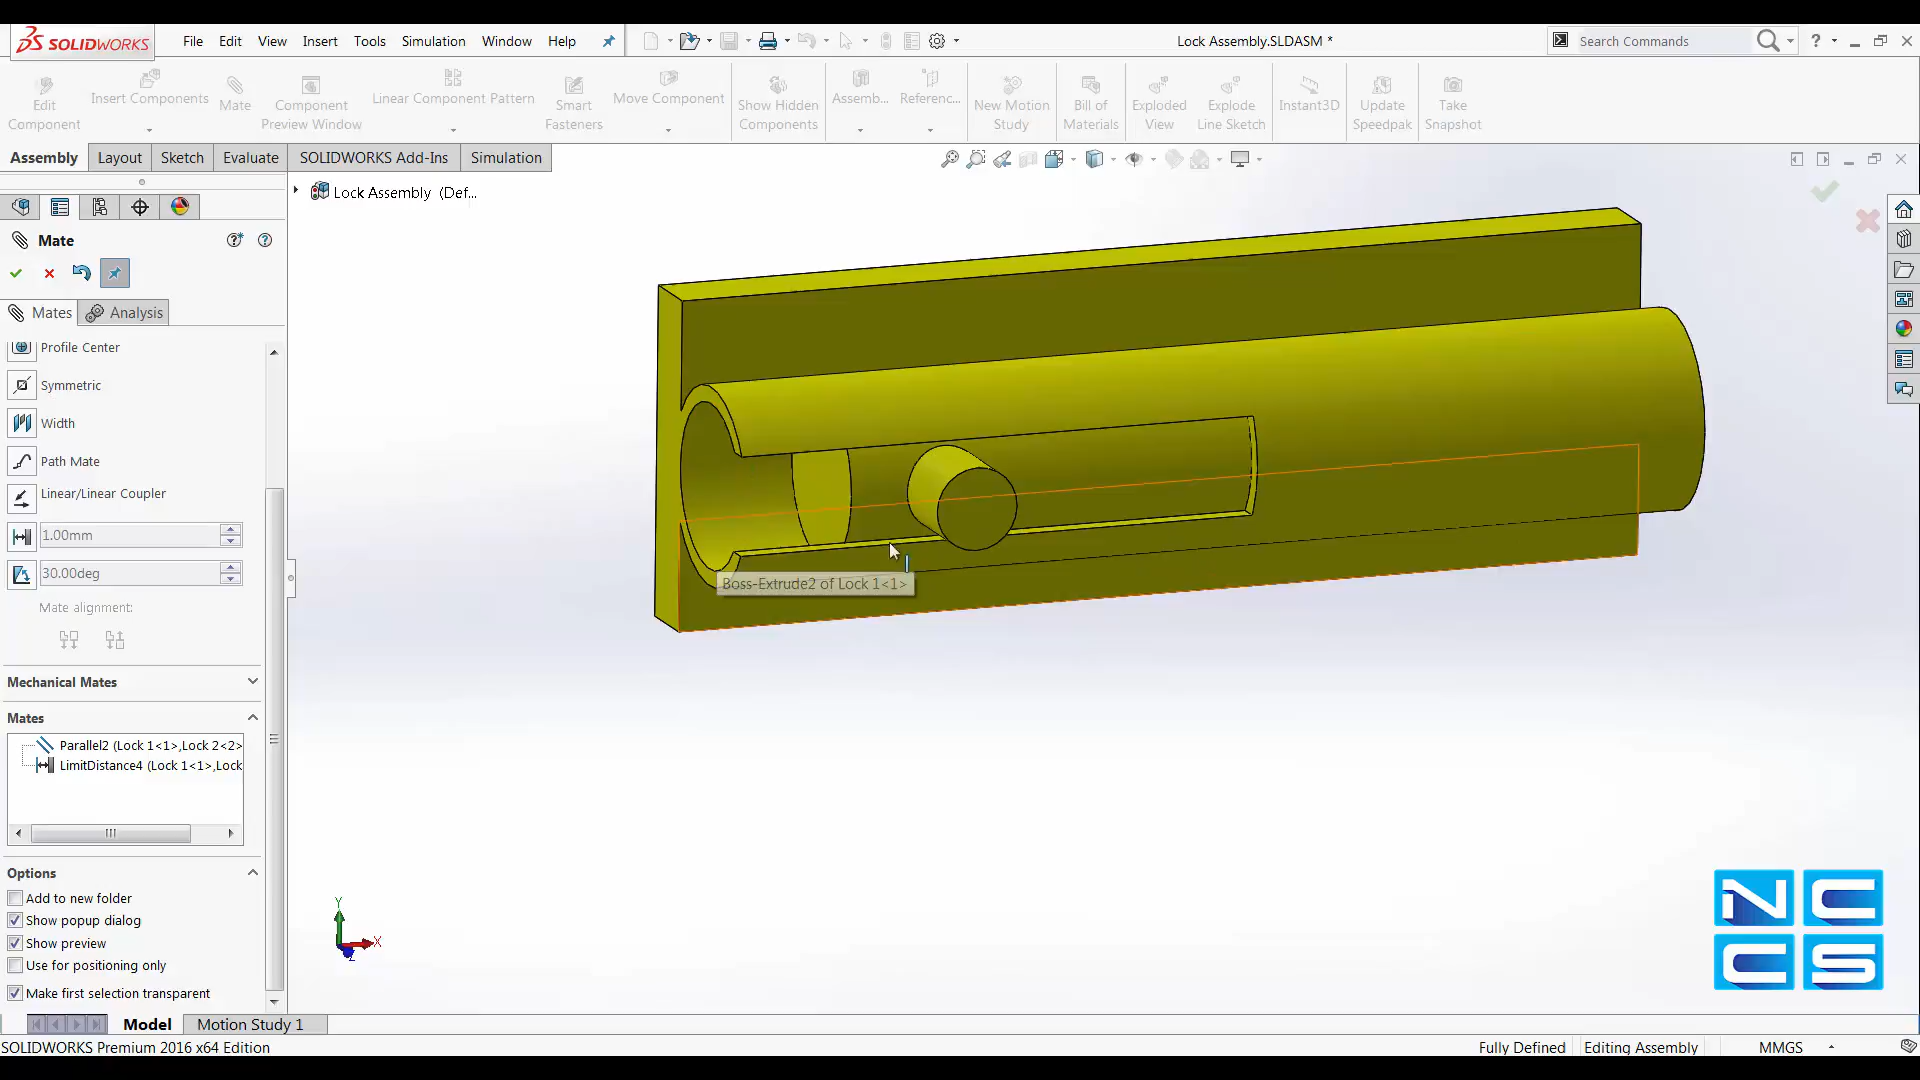 SOLIDWORKS
File Edit View Insert Tools Simulation Window Help
Lock Assembly.SLDASM *
Search Commands
?
Edit Component
Insert Components
Mate
Component Preview Window
Linear Component Pattern
Smart Fasteners
Move Component
Show Hidden Components
Assemb...
Referenc...
New Motion Study
Bill of Materials
Exploded View
Explode Line Sketch
Instant3D
Update Speedpak
Take Snapshot
Assembly Layout Sketch Evaluate SOLIDWORKS Add-Ins Simulation
Lock Assembly (Def...
Mate
Mates Analysis
Profile Center
Symmetric
Width
Path Mate
Linear/Linear Coupler
1.00mm
30.00deg
Mate alignment:
Mechanical Mates
Mates
Parallel2 (Lock 1<1>,Lock 2<2>
LimitDistance4 (Lock 1<1>,Lock
Options
Add to new folder
Show popup dialog
Show preview
Use for positioning only
Make first selection transparent
Boss-Extrude2 of Lock 1<1>
Y
X
Z
NCCS
Model Motion Study 1
SOLIDWORKS Premium 2016 x64 Edition
Fully Defined Editing Assembly MMGS